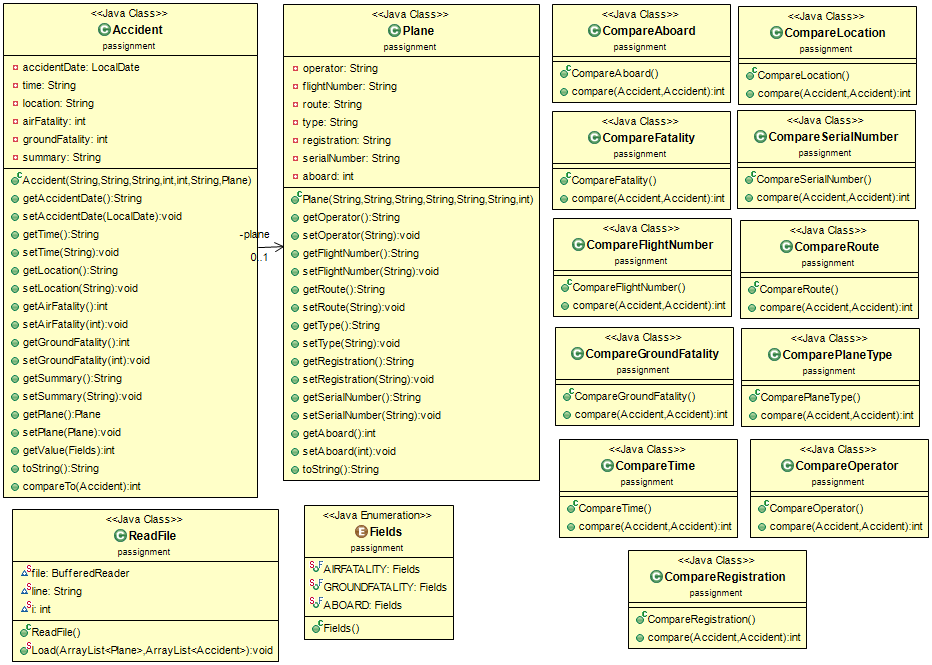 <<Java Class>>
Accident
passignment
accidentDate: LocalDate
time: String
location: String
airFatality: int
groundFatality: int
summary: String
Accident(String,String,String,int,int,String,Plane)
getAccidentDate():String
setAccidentDate(LocalDate):void
getTime():String
setTime(String):void
getLocation():String
setLocation(String):void
getAirFatality():int
setAirFatality(int):void
getGroundFatality():int
setGroundFatality(int):void
getSummary():String
setSummary(String):void
getPlane():Plane
setPlane(Plane):void
getValue(Fields):int
toString():String
compareTo(Accident):int
-plane
0..1
<<Java Class>>
Plane
passignment
operator: String
flightNumber: String
route: String
type: String
registration: String
serialNumber: String
aboard: int
Plane(String,String,String,String,String,String,int)
getOperator():String
setOperator(String):void
getFlightNumber():String
setFlightNumber(String):void
getRoute():String
setRoute(String):void
getType():String
setType(String):void
getRegistration():String
setRegistration(String):void
getSerialNumber():String
setSerialNumber(String):void
getAboard():int
setAboard(int):void
toString():String
<<Java Class>>
CompareAboard
passignment
CompareAboard()
compare(Accident,Accident):int
<<Java Class>>
CompareLocation
passignment
CompareLocation()
compare(Accident,Accident):int
<<Java Class>>
CompareFatality
passignment
CompareFatality()
compare(Accident,Accident):int
<<Java Class>>
CompareSerialNumber
passignment
CompareSerialNumber()
compare(Accident,Accident):int
<<Java Class>>
CompareFlightNumber
passignment
CompareFlightNumber()
compare(Accident,Accident):int
<<Java Class>>
CompareRoute
passignment
CompareRoute()
compare(Accident,Accident):int
<<Java Class>>
CompareGroundFatality
passignment
CompareGroundFatality()
compare(Accident,Accident):int
<<Java Class>>
ComparePlaneType
passignment
ComparePlaneType()
compare(Accident,Accident):int
<<Java Class>>
CompareTime
passignment
CompareTime()
compare(Accident,Accident):int
<<Java Class>>
CompareOperator
passignment
CompareOperator()
compare(Accident,Accident):int
<<Java Class>>
ReadFile
passignment
file: BufferedReader
line: String
i: int
ReadFile()
Load(ArrayList<Plane>,ArrayList<Accident>):void
<<Java Enumeration>>
Fields
passignment
AIRFATALITY: Fields
GROUNDFATALITY: Fields
ABOARD: Fields
Fields()
<<Java Class>>
CompareRegistration
passignment
CompareRegistration()
compare(Accident,Accident):int